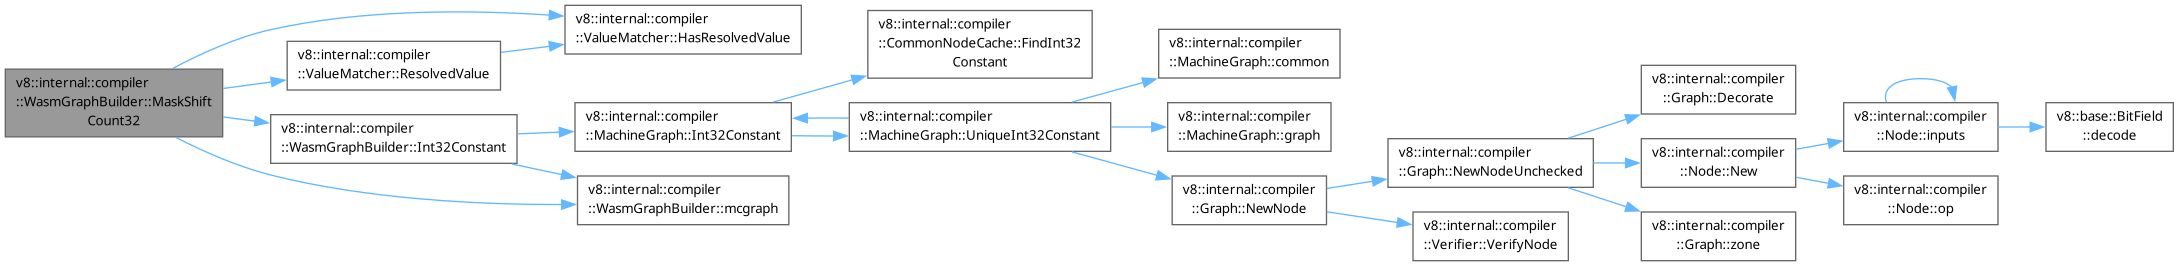 v8::internal::compiler
::WasmGraphBuilder::MaskShift
Count32
v8::internal::compiler
::ValueMatcher::HasResolvedValue
v8::internal::compiler
::ValueMatcher::ResolvedValue
v8::internal::compiler
::WasmGraphBuilder::Int32Constant
v8::internal::compiler
::MachineGraph::Int32Constant
v8::internal::compiler
::WasmGraphBuilder::mcgraph
v8::internal::compiler
::CommonNodeCache::FindInt32
Constant
v8::internal::compiler
::MachineGraph::UniqueInt32Constant
v8::internal::compiler
::MachineGraph::common
v8::internal::compiler
::MachineGraph::graph
v8::internal::compiler
::Graph::NewNode
v8::internal::compiler
::Graph::NewNodeUnchecked
v8::internal::compiler
::Verifier::VerifyNode
v8::internal::compiler
::Graph::Decorate
v8::internal::compiler
::Node::New
v8::internal::compiler
::Graph::zone
v8::internal::compiler
::Node::inputs
v8::internal::compiler
::Node::op
v8::base::BitField
::decode